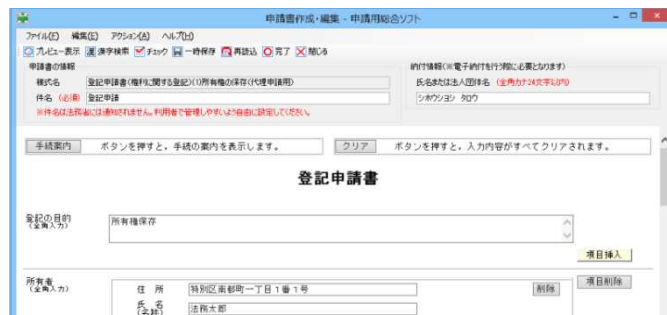 申請書作成・編集 - 申請用総合ソフト
ファイル(F) 編集(E) アクション(A) ヘルプ(H)
プレビュー表示 漢字検索 チェック 一時保存 再読込 完了 閉じる
申請書の情報
様式名 登記申請書(権利に関する登記)(1)所有権の保存(代理申請用)
件名 (必須) 登記申請
※件名は法務省には通知されません。利用者で管理しやすいよう自由に設定してください。
納付情報(※電子納付を行う際に必要となります)
氏名または法人団体名 (全角カナ24文字以内)
シホウショシ タロウ
手続案内 ボタンを押すと，手続の案内を表示します。
クリア ボタンを押すと，入力内容がすべてクリアされます。
登記申請書
登記の目的
(全角入力)
所有権保存
項目挿入
所有者
(全角入力)
住 所 特別区南都町一丁目１番１号 削除
項目削除
氏 名
(名称)
法務太郎